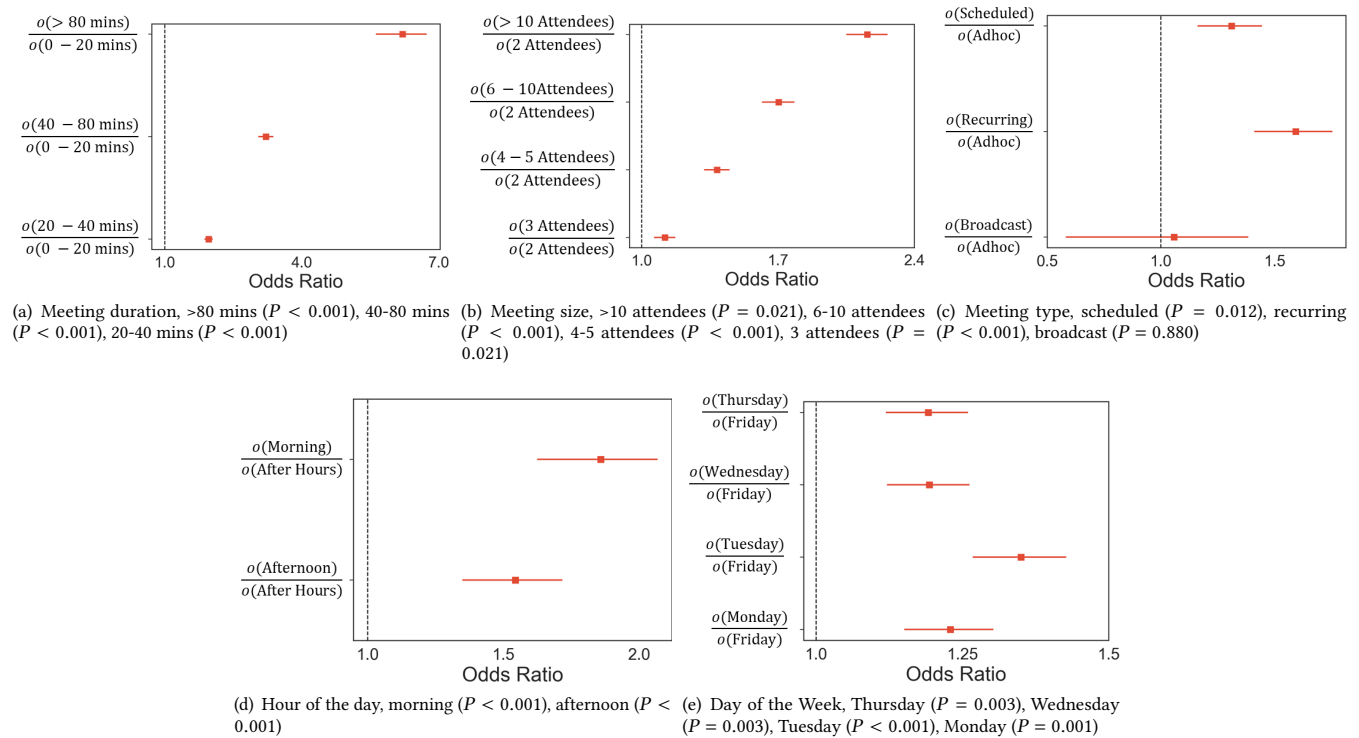 o(> 80 mins)
o(0 − 20 mins)
o(40 − 80 mins)
o(0 − 20 mins)
o(20 − 40 mins)
o(0 − 20 mins)
1.0 4.0 7.0
Odds Ratio
(a) Meeting duration, >80 mins (P < 0.001), 40-80 mins
(P < 0.001), 20-40 mins (P < 0.001)
o(> 10 Attendees)
o(2 Attendees)
o(6 − 10Attendees)
o(2 Attendees)
o(4 − 5 Attendees)
o(2 Attendees)
o(3 Attendees)
o(2 Attendees)
1.0 1.7 2.4
Odds Ratio
(b) Meeting size, >10 attendees (P = 0.021), 6-10 attendees
(P < 0.001), 4-5 attendees (P < 0.001), 3 attendees (P =
0.021)
o(Scheduled)
o(Adhoc)
o(Recurring)
o(Adhoc)
o(Broadcast)
o(Adhoc)
0.5 1.0 1.5
Odds Ratio
(c) Meeting type, scheduled (P = 0.012), recurring
(P < 0.001), broadcast (P = 0.880)
o(Morning)
o(After Hours)
o(Afternoon)
o(After Hours)
1.0 1.5 2.0
Odds Ratio
(d) Hour of the day, morning (P < 0.001), afternoon (P <
0.001)
o(Thursday)
o(Friday)
o(Wednesday)
o(Friday)
o(Tuesday)
o(Friday)
o(Monday)
o(Friday)
1.0 1.25 1.5
Odds Ratio
(e) Day of the Week, Thursday (P = 0.003), Wednesday
(P = 0.003), Tuesday (P < 0.001), Monday (P = 0.001)